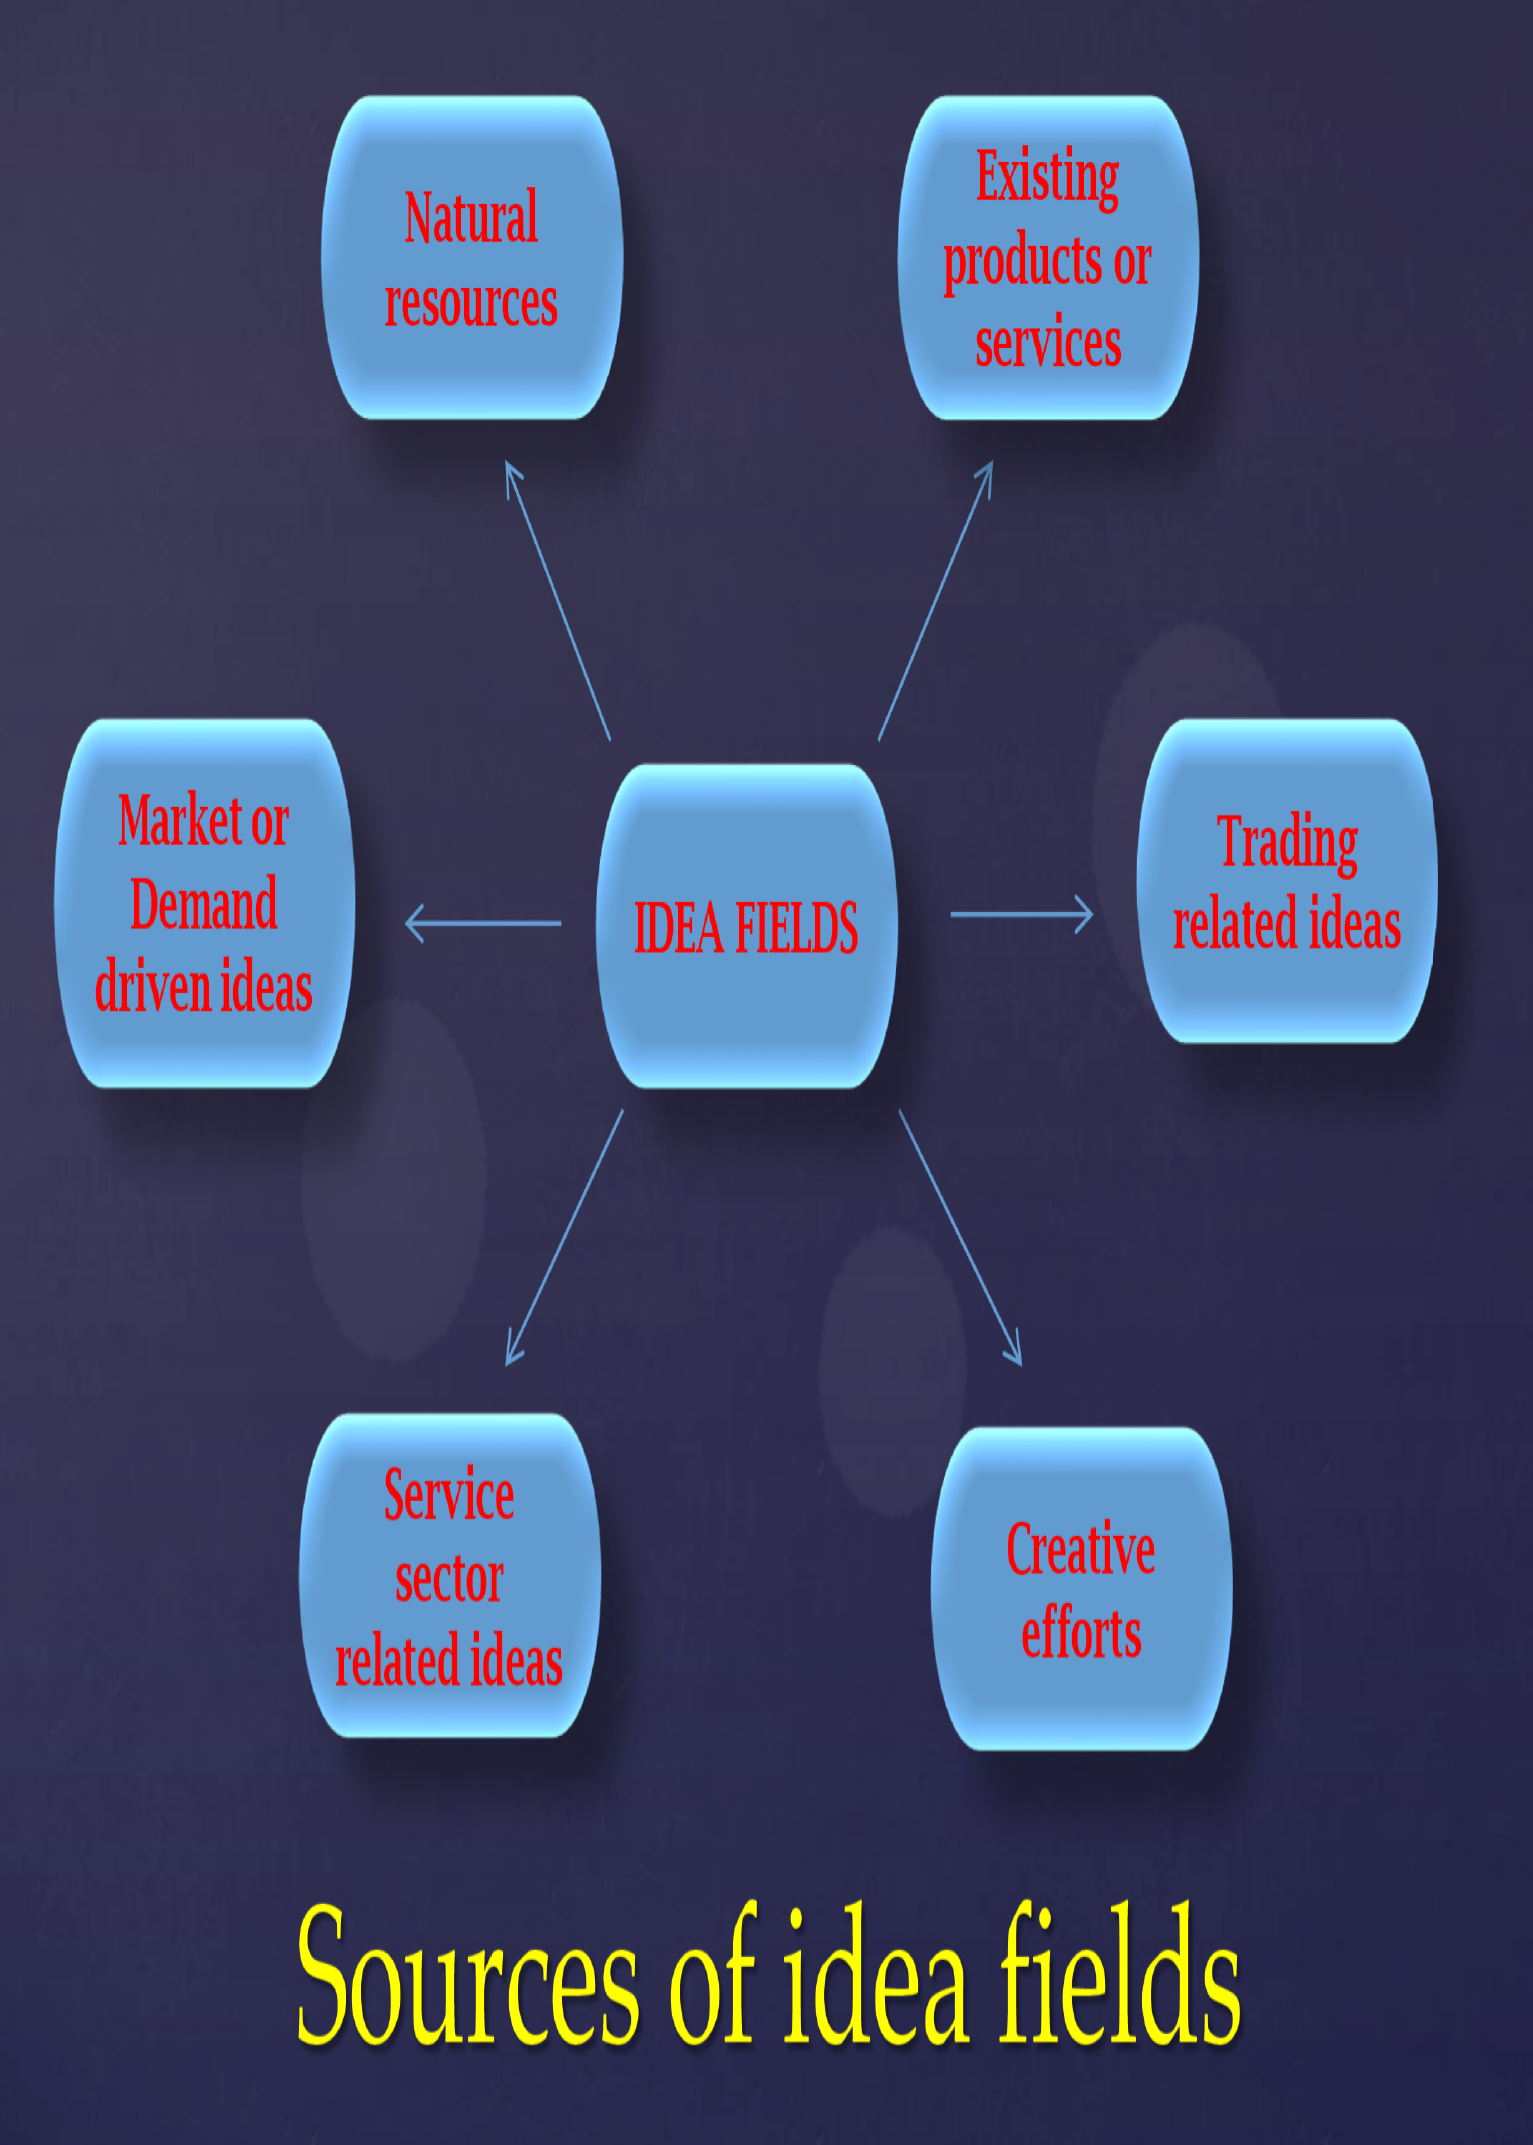 Natural
resources
Existing
products or
services
Market or
Demand
driven ideas
IDEA FIELDS
Trading
related ideas
Service
sector
related ideas
Creative
efforts
Sources of idea fields